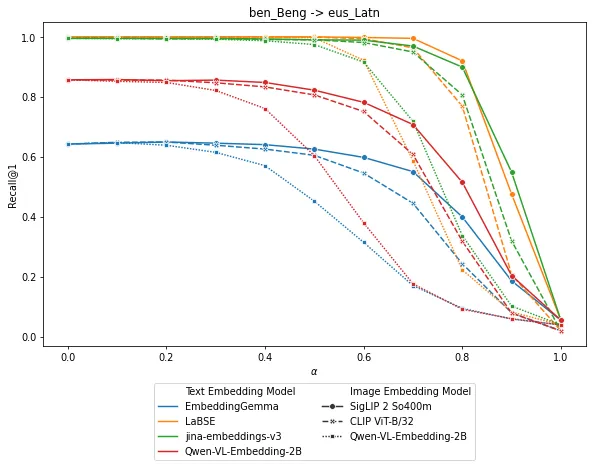 ben_Beng -> eus_Latn
Recall@1
1.0
0.8
0.6
0.4
0.2
0.0
0.0 0.2 0.4 0.6 0.8 1.0
α
Text Embedding Model Image Embedding Model
EmbeddingGemma SigLIP 2 So400m
LaBSE CLIP ViT-B/32
jina-embeddings-v3 Qwen-VL-Embedding-2B
Qwen-VL-Embedding-2B